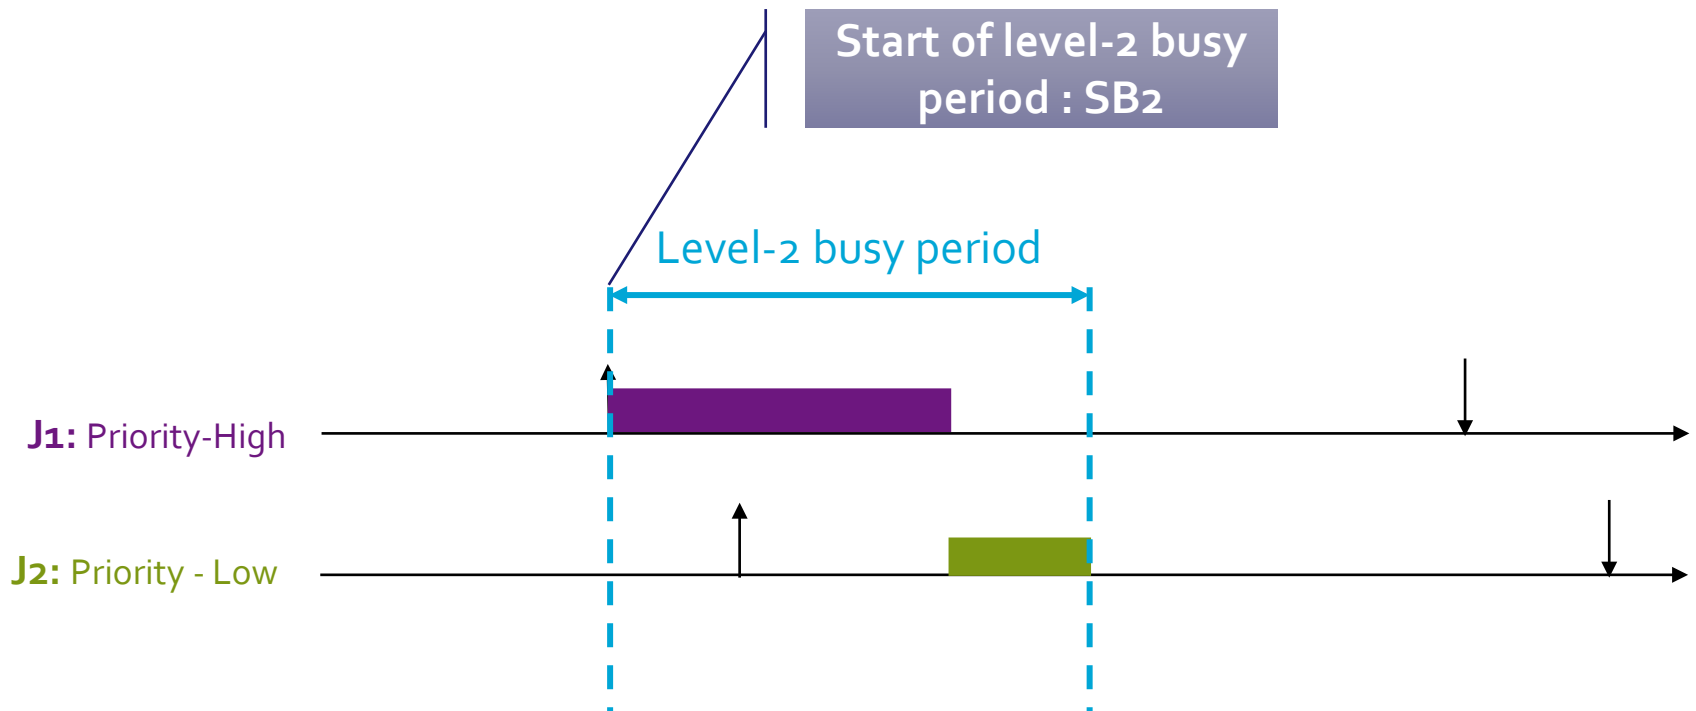 Start of level-2 busy
period : SB2
Level-2 busy period
J1: Priority-High
J2: Priority - Low